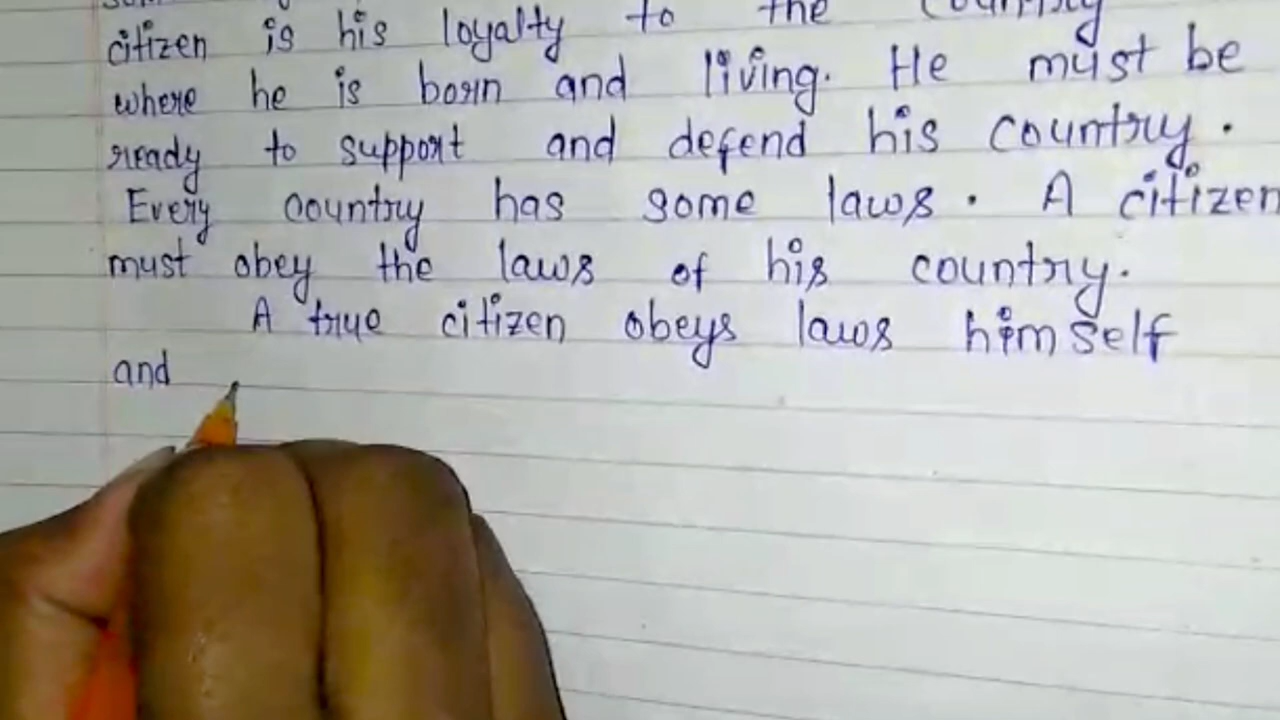 citizen is his loyalty to the country
where he is born and living. He must be
ready to support and defend his country.
Every country has some laws. A citizen
must obey the laws of his country.
A true citizen obeys laws himself
and